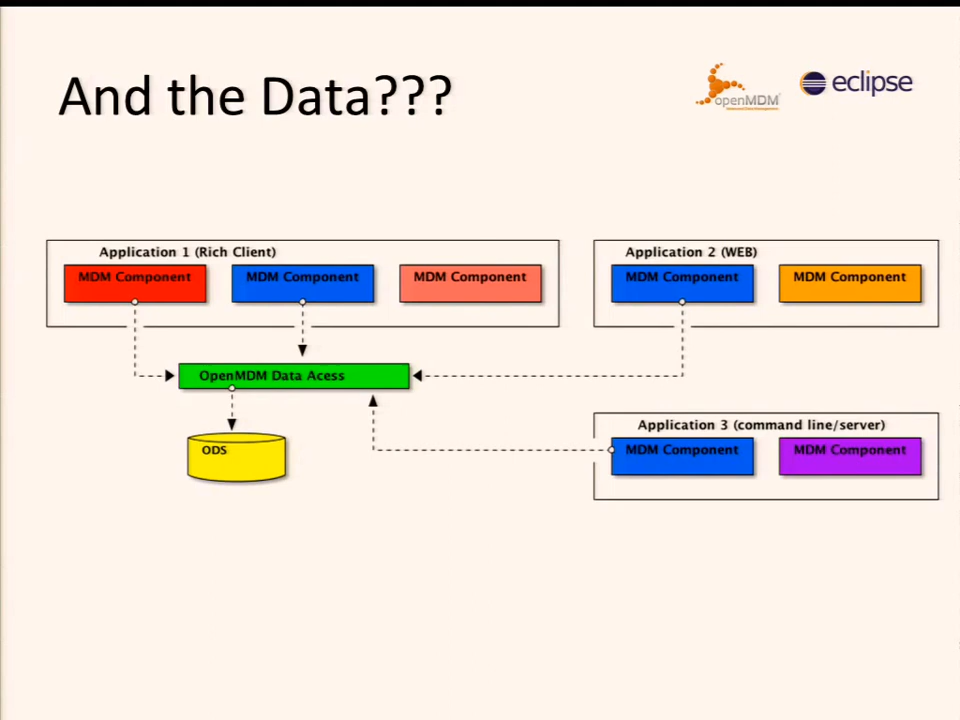 And the Data???
openMDM
eclipse
Application 1 (Rich Client)
MDM Component
MDM Component
MDM Component
Application 2 (WEB)
MDM Component
MDM Component
OpenMDM Data Acess
ODS
Application 3 (command line/server)
MDM Component
MDM Component